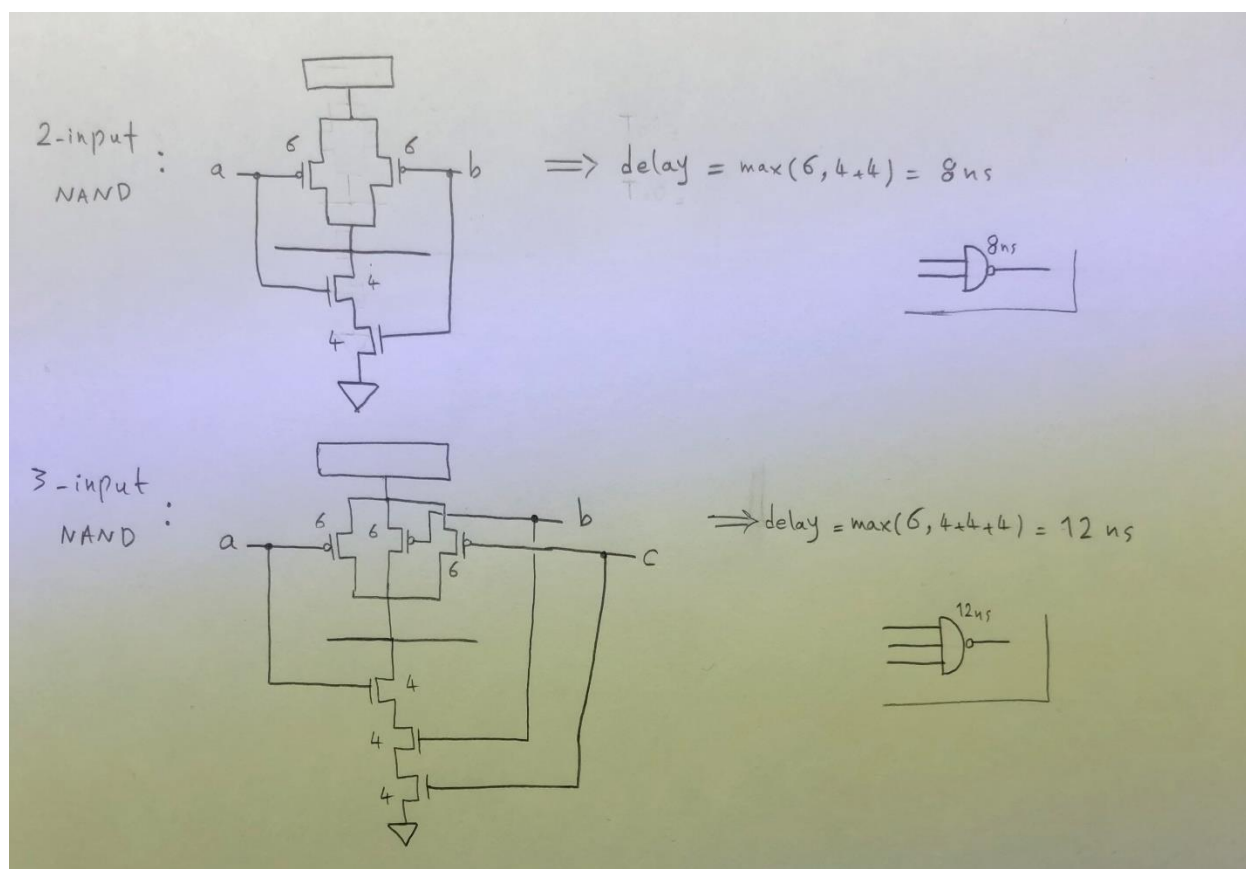 2-input
NAND :
a
6
6
b
⇒ delay = max(6, 4+4) = 8ns
8ns
4
4
3-input
NAND :
a
6
6
6
b
c
⇒ delay = max(6, 4+4+4) = 12 ns
12ns
4
4
4